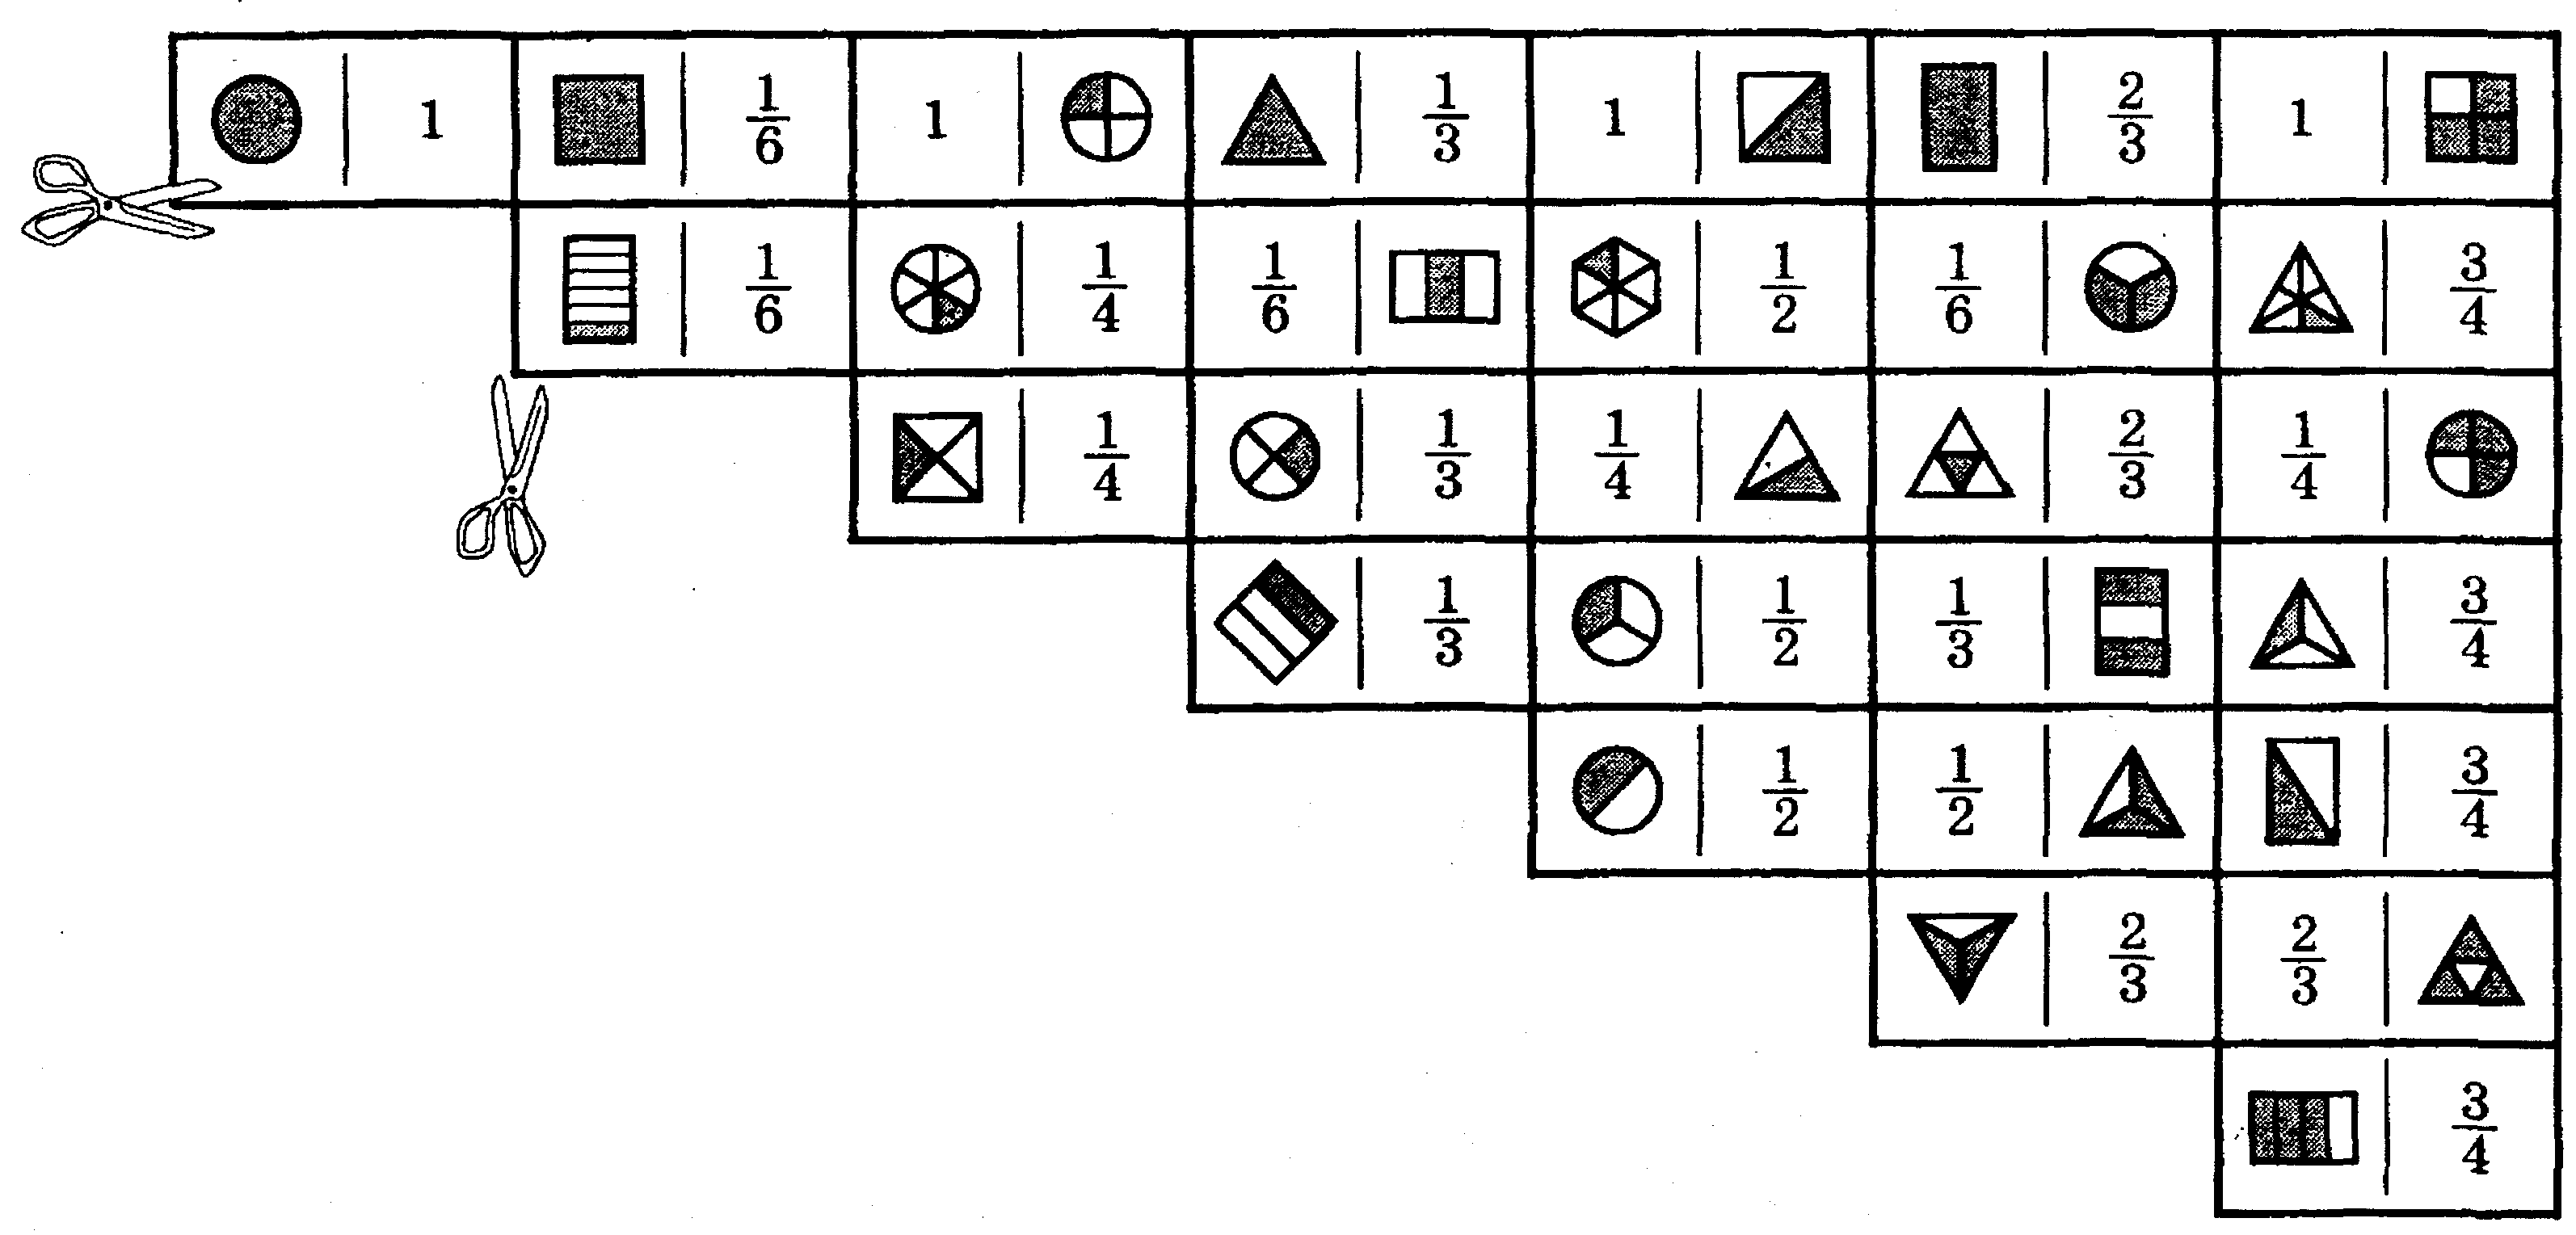 1 1/6 1 1/3 1 2/3 1
1/6 1/4 1/6 1/2 1/6 3/4
1/4 1/3 1/4 2/3 1/4
1/3 1/2 1/3 3/4
1/2 1/2 3/4
2/3 2/3
3/4